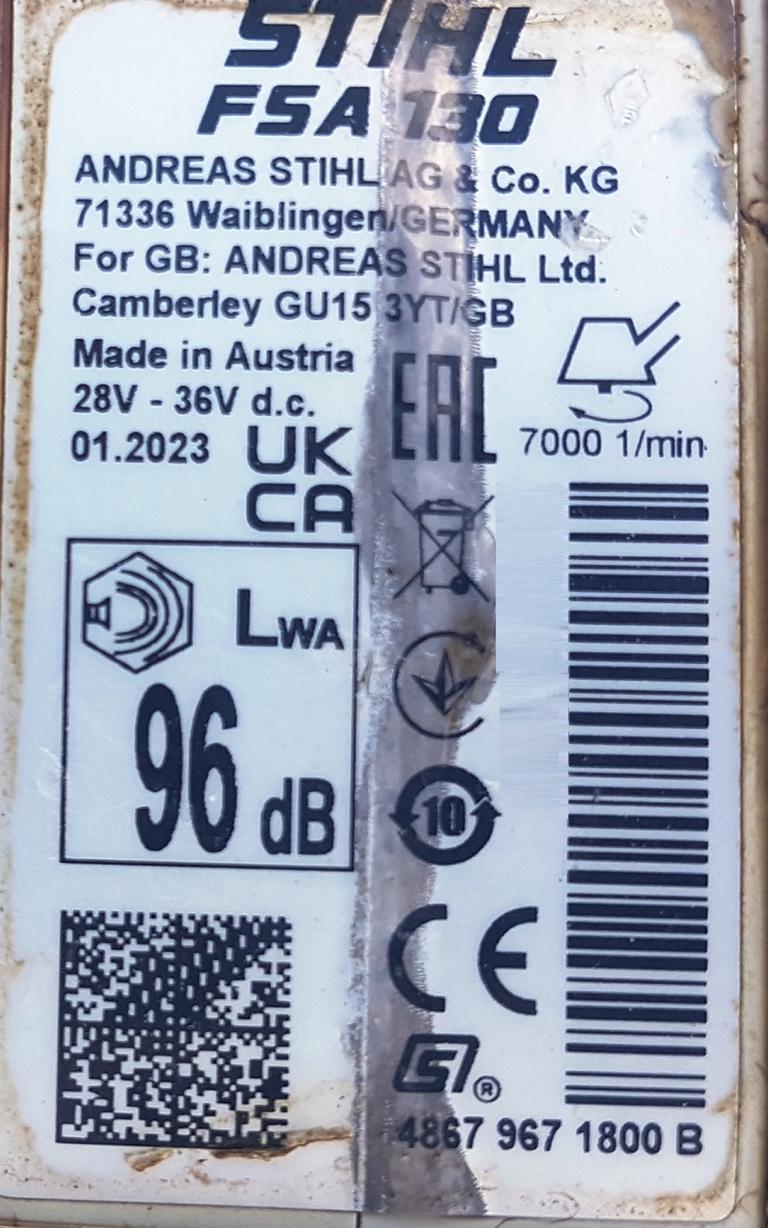 STIHL
FSA 130
ANDREAS STIHL AG & Co. KG
71336 Waiblingen/GERMANY
For GB: ANDREAS STIHL Ltd.
Camberley GU15 3YT/GB
Made in Austria
28V - 36V d.c.
01.2023
UK
CA
EAC
7000 1/min
LWA
96 dB
10
CE
S®
4867 967 1800 B